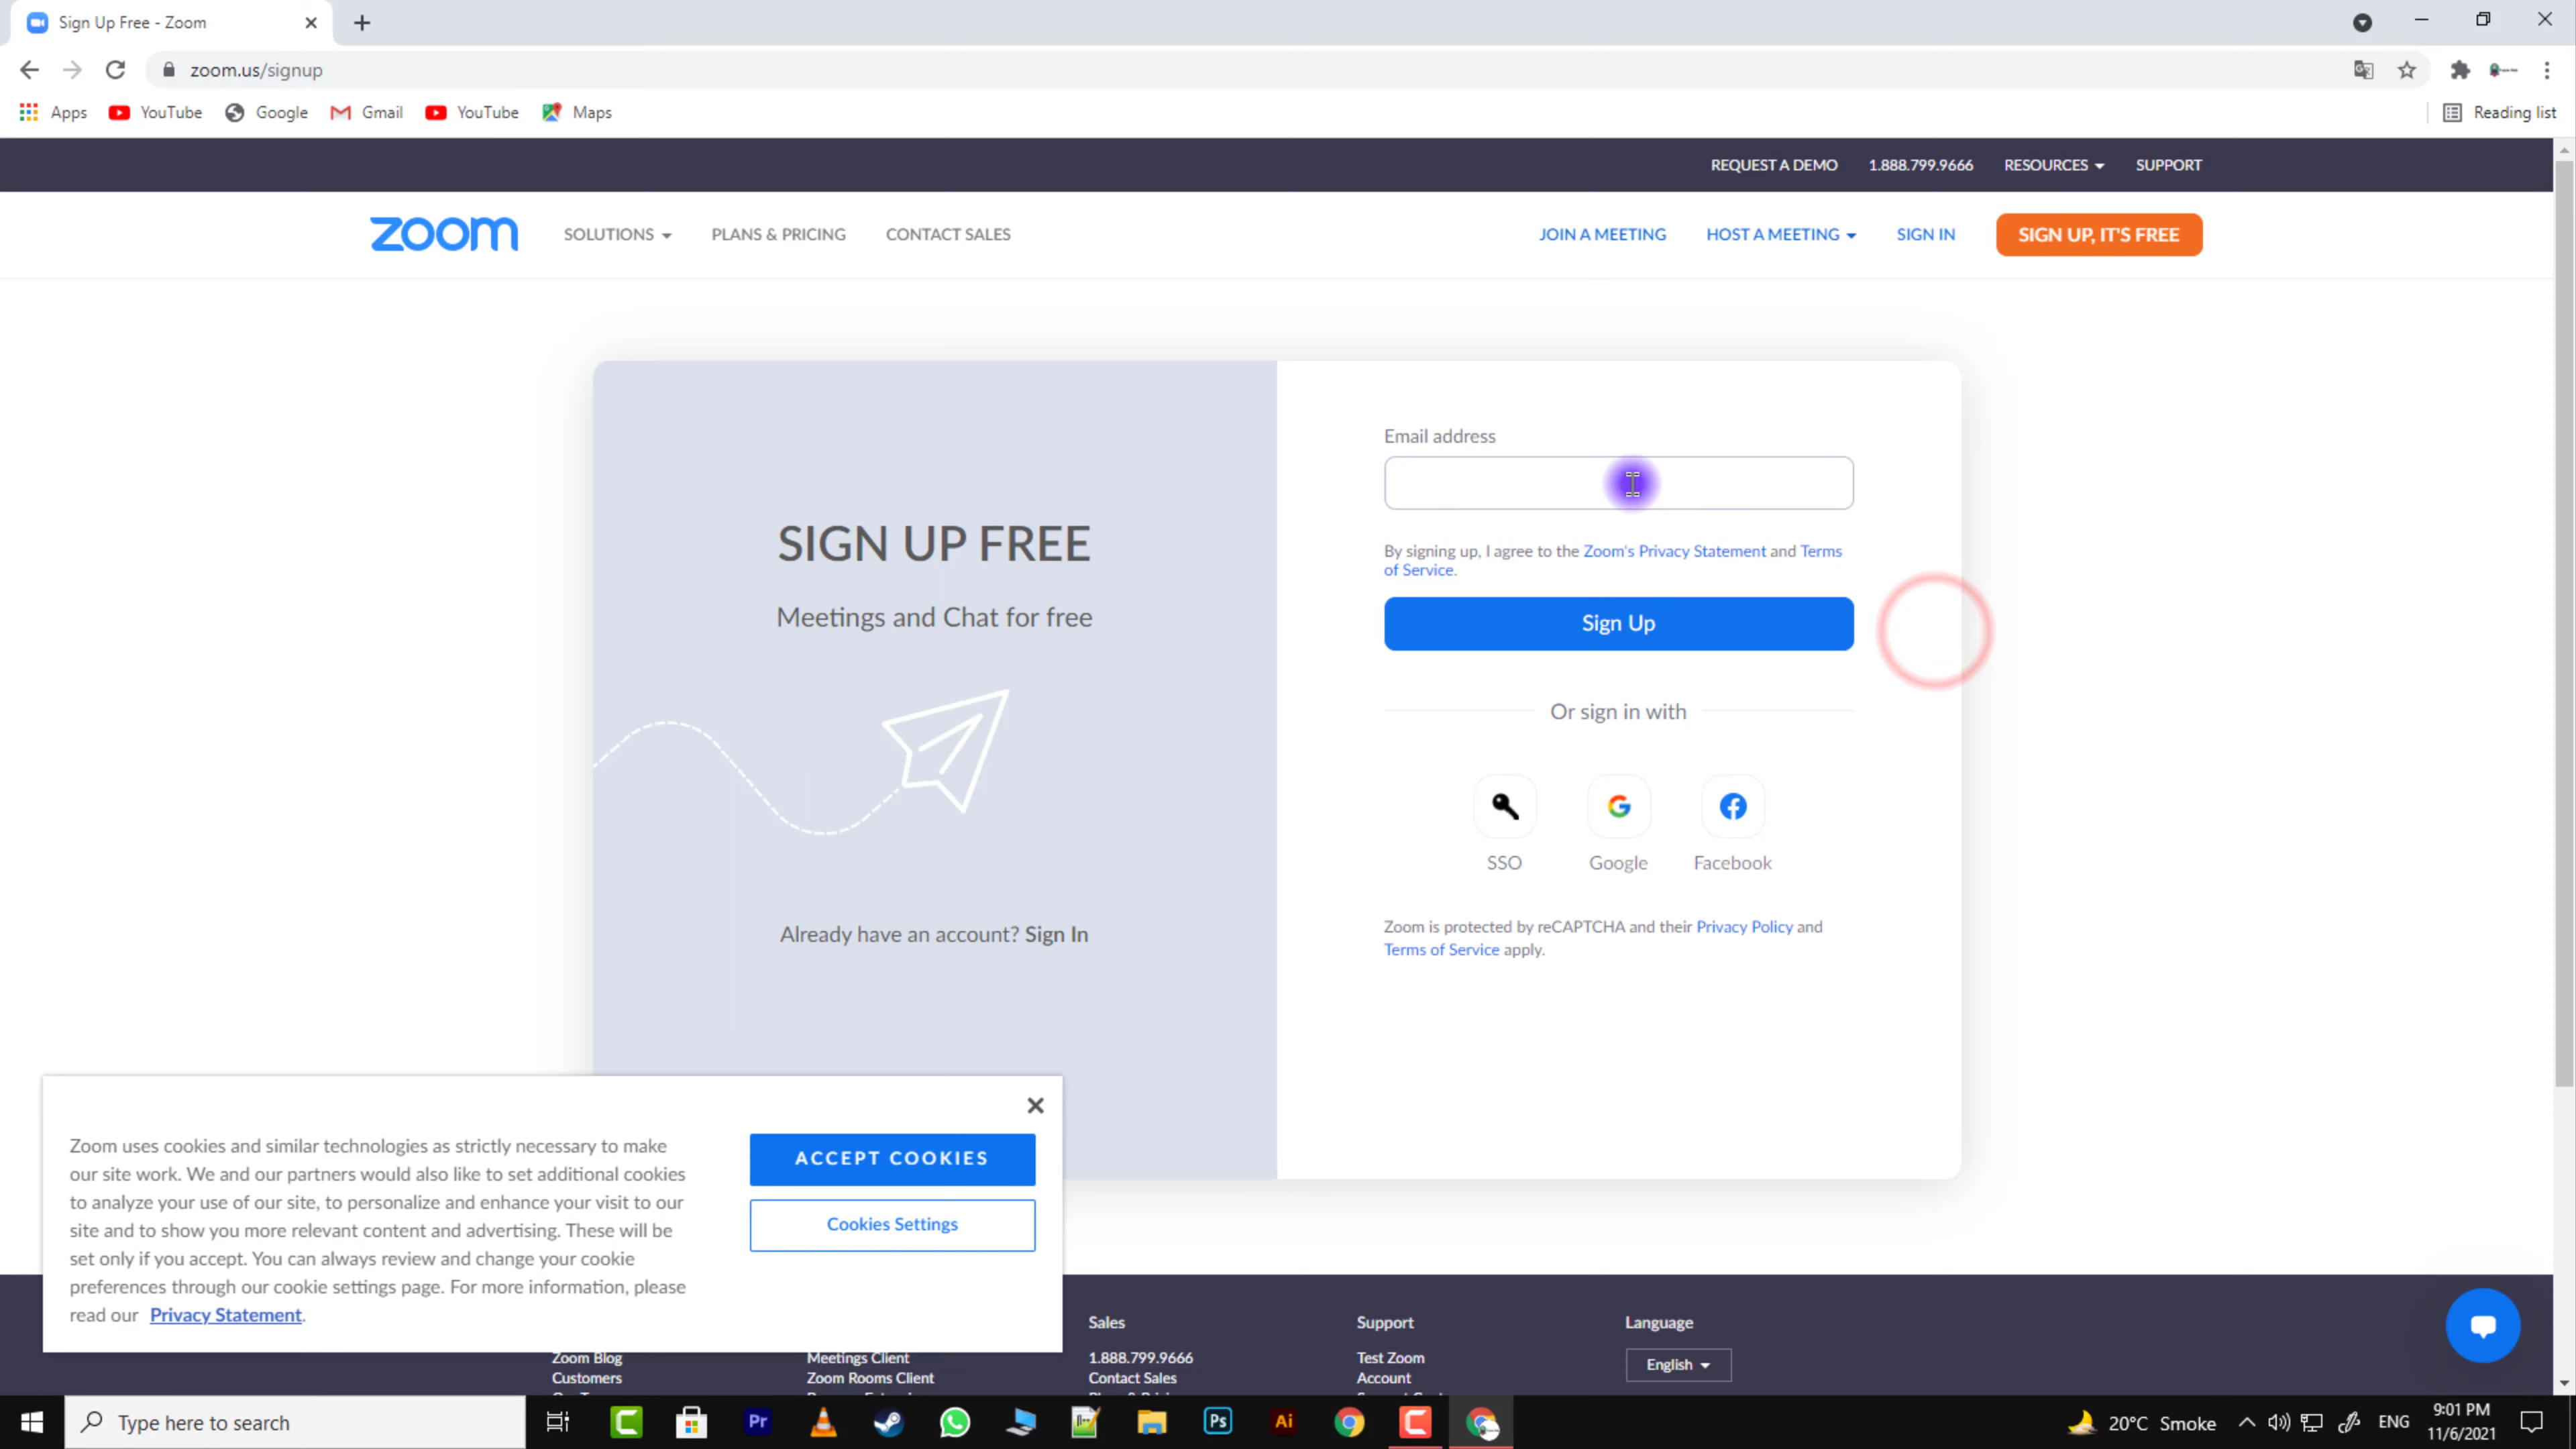 Sign Up Free - Zoom
zoom.us/signup
Apps YouTube Google Gmail YouTube Maps Reading list
REQUEST A DEMO 1.888.799.9666 RESOURCES SUPPORT
zoom SOLUTIONS PLANS & PRICING CONTACT SALES JOIN A MEETING HOST A MEETING SIGN IN SIGN UP, IT'S FREE
SIGN UP FREE
Meetings and Chat for free
Already have an account? Sign In
Email address
By signing up, I agree to the Zoom's Privacy Statement and Terms
of Service.
Sign Up
Or sign in with
SSO Google Facebook
Zoom is protected by reCAPTCHA and their Privacy Policy and
Terms of Service apply.
Zoom uses cookies and similar technologies as strictly necessary to make
our site work. We and our partners would also like to set additional cookies
to analyze your use of our site, to personalize and enhance your visit to our
site and to show you more relevant content and advertising. These will be
set only if you accept. You can always review and change your cookie
preferences through our cookie settings page. For more information, please
read our Privacy Statement.
ACCEPT COOKIES
Cookies Settings
Sales Support Language
Zoom Blog Meetings Client 1.888.799.9666 Test Zoom English
Customers Zoom Rooms Client Contact Sales Account
Type here to search
Pr
Ps
Ai
20°C Smoke ENG 9:01 PM
11/6/2021